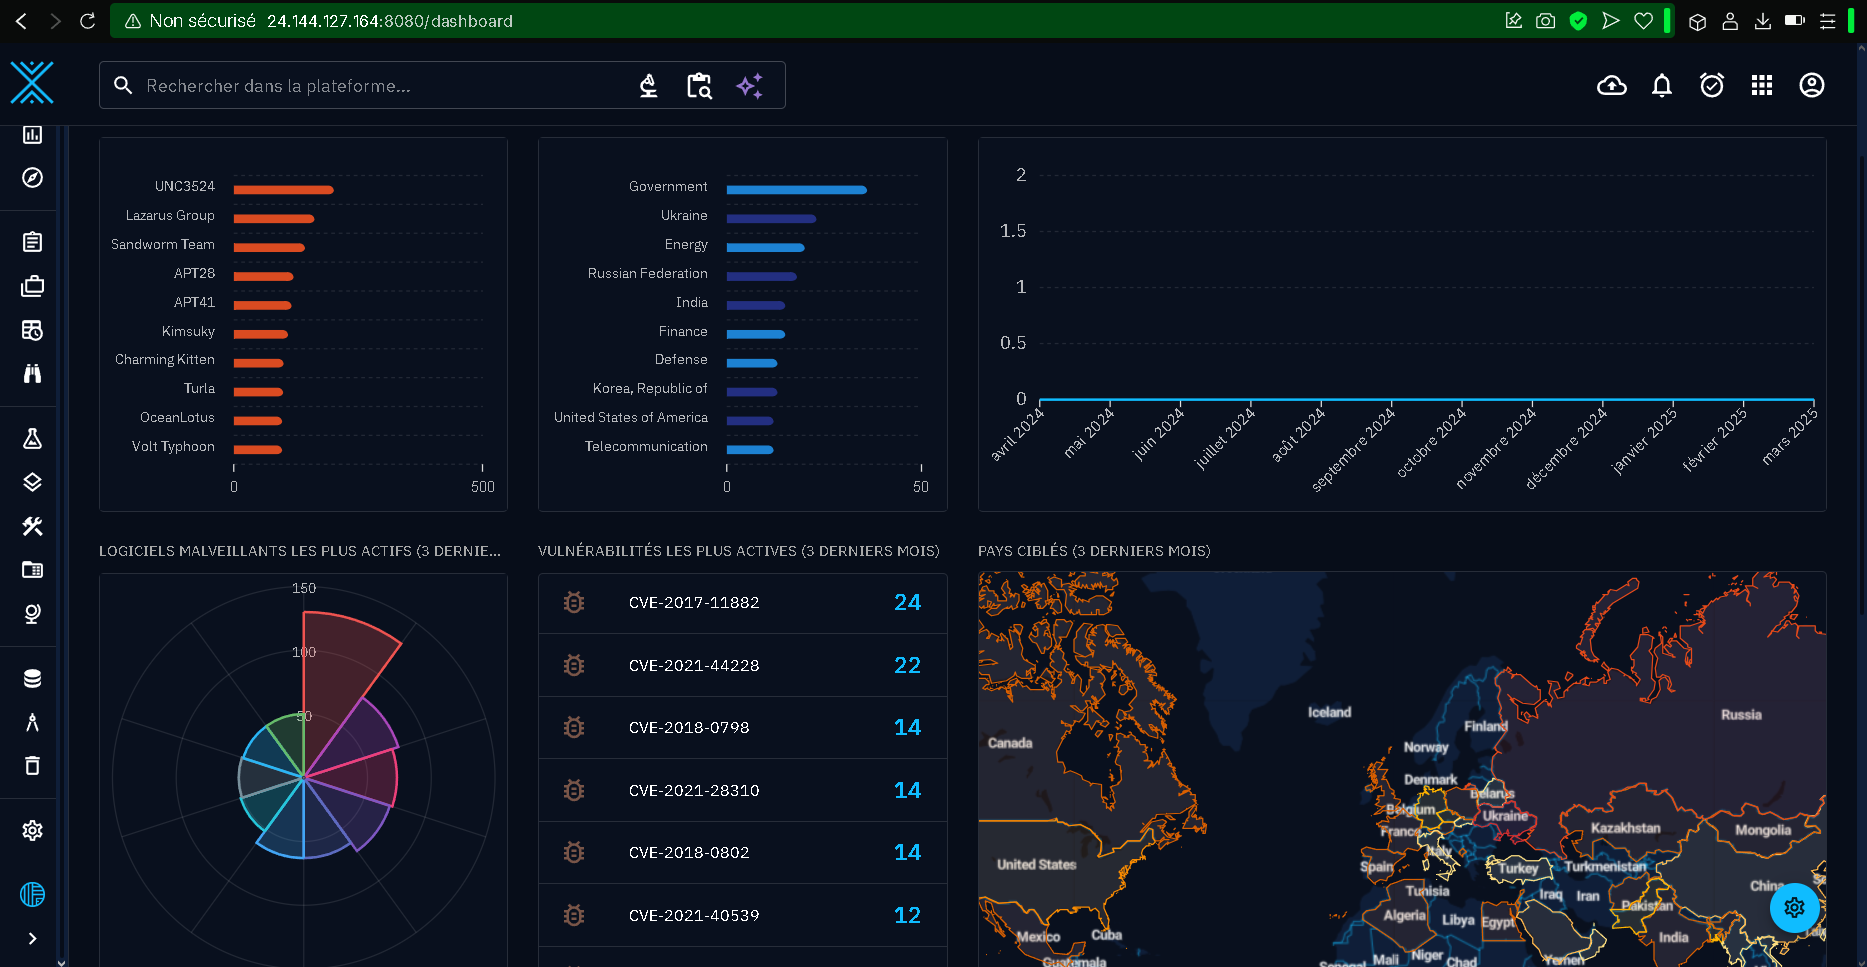 Non sécurisé 24.144.127.164:8080/dashboard
Rechercher dans la plateforme...
UNC3524
Lazarus Group
Sandworm Team
APT28
APT41
Kimsuky
Charming Kitten
Turla
OceanLotus
Volt Typhoon
0
500
Government
Ukraine
Energy
Russian Federation
India
Finance
Defense
Korea, Republic of
United States of America
Telecommunication
0
50
2
1.5
1
0.5
0
avril 2024
mai 2024
juin 2024
juillet 2024
août 2024
septembre 2024
octobre 2024
novembre 2024
décembre 2024
janvier 2025
février 2025
mars 2025
LOGICIELS MALVEILLANTS LES PLUS ACTIFS (3 DERNIE...
150
100
50
VULNÉRABILITÉS LES PLUS ACTIVES (3 DERNIERS MOIS)
CVE-2017-11882 24
CVE-2021-44228 22
CVE-2018-0798 14
CVE-2021-28310 14
CVE-2018-0802 14
CVE-2021-40539 12
PAYS CIBLÉS (3 DERNIERS MOIS)
Iceland
Russia
Finland
Canada
Norway
Denmark
Belarus
Belgium
Ukraine
France
Kazakhstan
Mongolia
Italy
United States
Spain
Turkey
Turkmenistan
China
Tunisia
Iraq
Iran
Pakistan
Algeria
Libya
Egypt
Mexico
Cuba
India
Guatemala
Senegal
Mali
Niger
Chad
Yemen